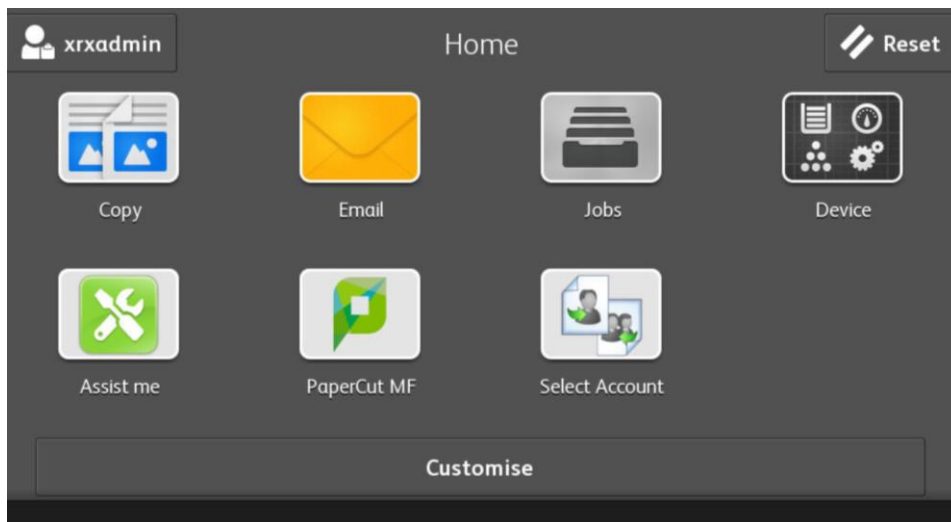 xrxadmin
Home
Reset
Copy
Email
Jobs
Device
Assist me
PaperCut MF
Select Account
Customise